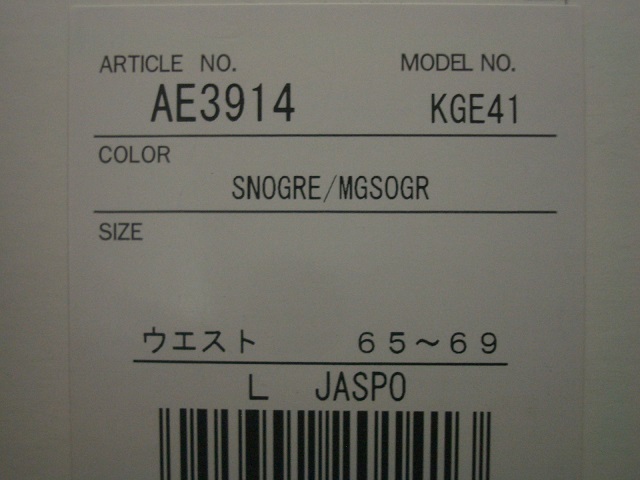 ARTICLE NO. MODEL NO.
AE3914 KGE41
COLOR
SNOGRE/MGSOGR
SIZE
ウエスト ６５～６９
L JASPO